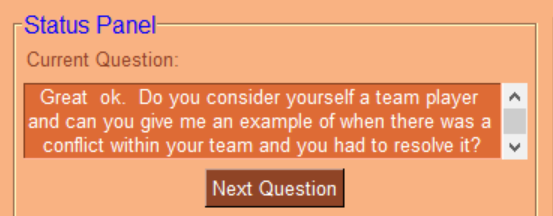 Status Panel
Current Question:
Great ok. Do you consider yourself a team player
and can you give me an example of when there was a
conflict within your team and you had to resolve it?
Next Question